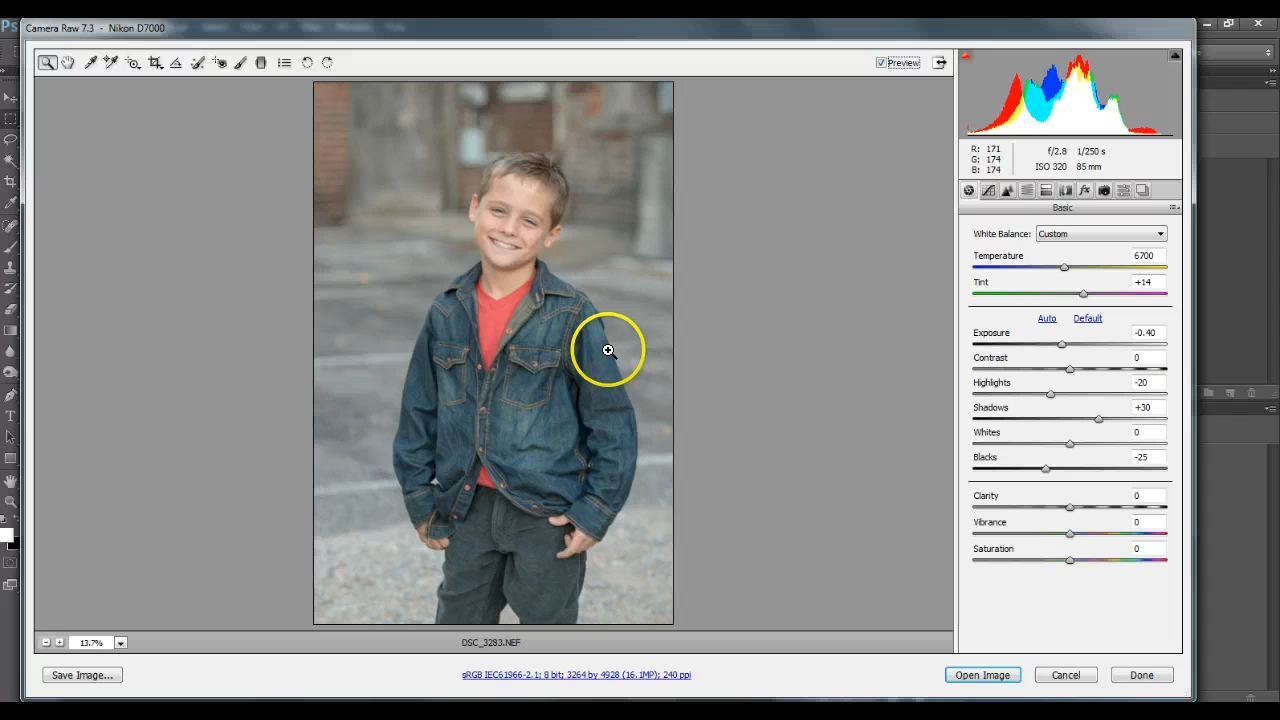 Camera Raw 7.3 - Nikon D7000
Ps
Preview
R: 171
G: 174
B: 174
f/2.8 1/250 s
ISO 320 85 mm
fx
Basic
White Balance: Custom
Temperature 6700
Tint +14
Auto Default
Exposure -0.40
Contrast 0
Highlights -20
Shadows +30
Whites 0
Blacks -25
Clarity 0
Vibrance 0
Saturation 0
13.7%
DSC_3283.NEF
Save Image...
sRGB IEC61966-2.1; 8 bit; 3264 by 4928 (16.1MP); 240 ppi
Open Image Cancel Done